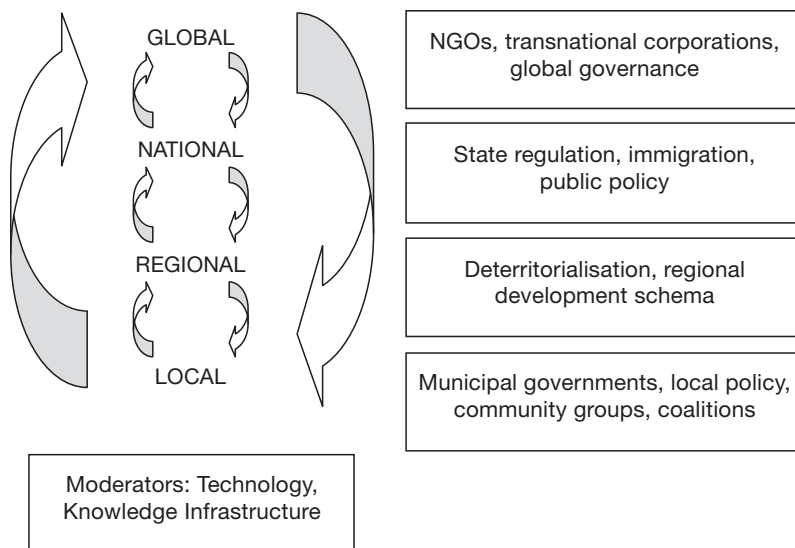 GLOBAL
NGOs, transnational corporations,
global governance
NATIONAL
State regulation, immigration,
public policy
REGIONAL
Deterritorialisation, regional
development schema
LOCAL
Municipal governments, local policy,
community groups, coalitions
Moderators: Technology,
Knowledge Infrastructure